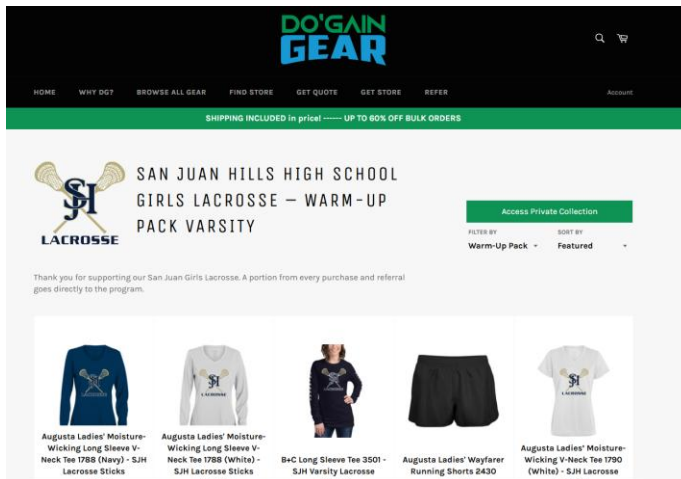 DO'GAIN
GEAR
HOME WHY DG? BROWSE ALL GEAR FIND STORE GET QUOTE GET STORE REFER Account
SHIPPING INCLUDED in price! ------ UP TO 60% OFF BULK ORDERS
SJH
LACROSSE
SAN JUAN HILLS HIGH SCHOOL
GIRLS LACROSSE – WARM-UP
PACK VARSITY
Access Private Collection
FILTER BY SORT BY
Warm-Up Pack Featured
Thank you for supporting our San Juan Girls Lacrosse. A portion from every purchase and referral
goes directly to the program.
Augusta Ladies' Moisture-
Wicking Long Sleeve V-
Neck Tee 1788 (Navy) -
SJH Lacrosse Sticks
Augusta Ladies' Moisture-
Wicking Long Sleeve V-
Neck Tee 1788 (White) -
SJH Lacrosse Sticks
B+C Long Sleeve Tee 3501 -
SJH Varsity Lacrosse
Augusta Ladies' Wayfarer
Running Shorts 2430
Augusta Ladies' Moisture-
Wicking V-Neck Tee 1790
(White) - SJH Lacrosse